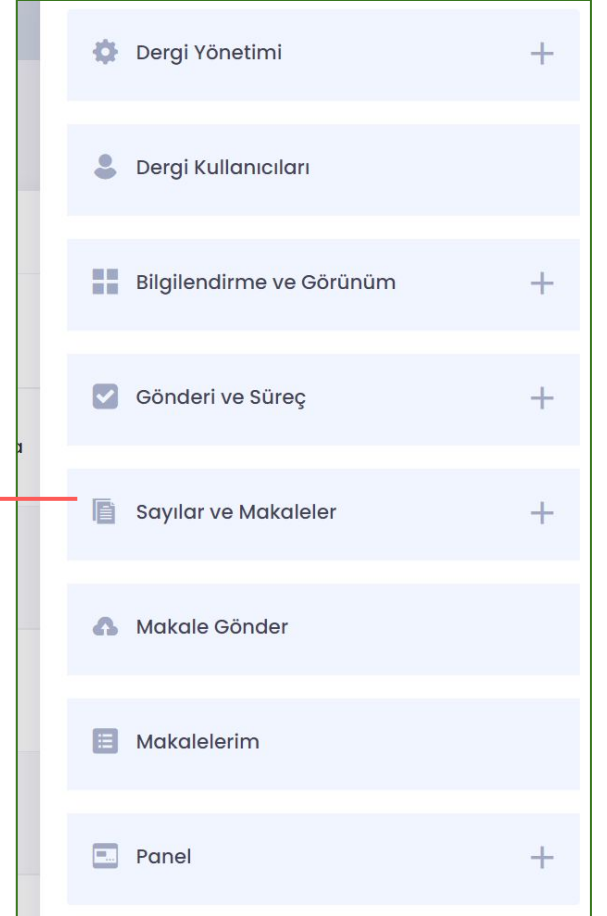 Dergi Yönetimi
Dergi Kullanıcıları
Bilgilendirme ve Görünüm
Gönderi ve Süreç
a
Sayılar ve Makaleler
Makale Gönder
Makalelerim
Panel